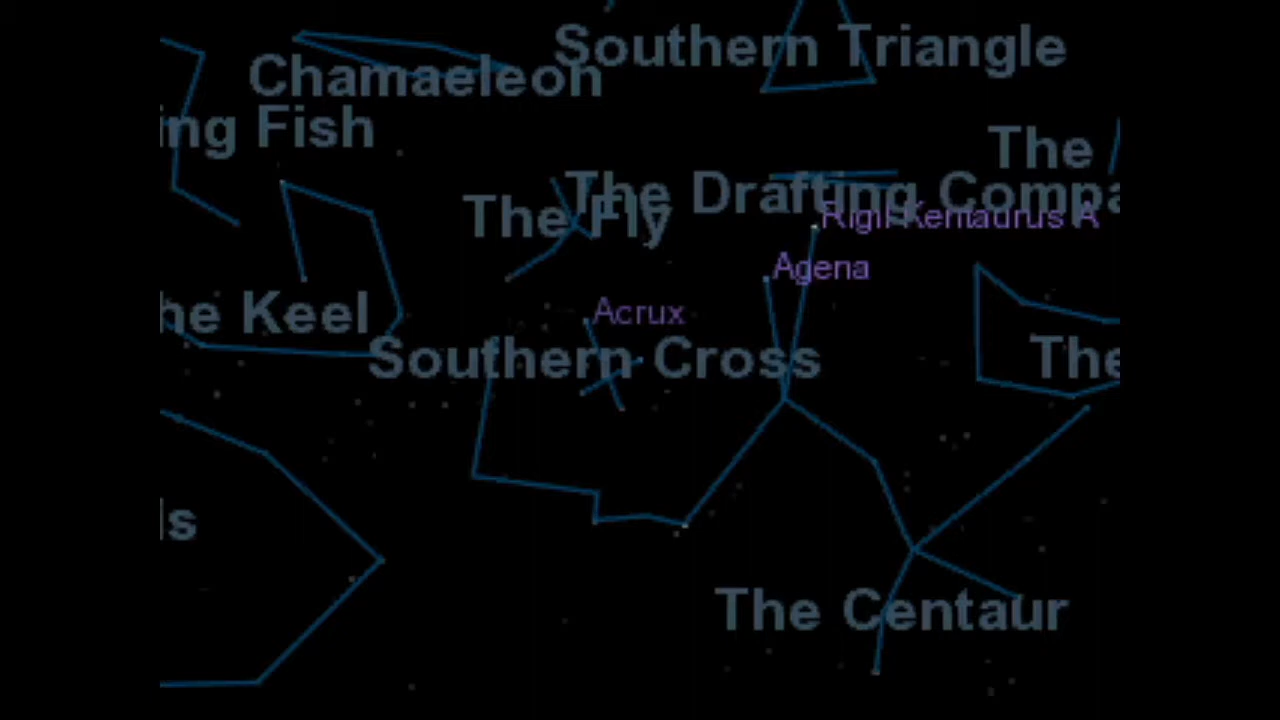 Southern Triangle
Chamaeleon
ing Fish
The
The Drafting Compa
The Fly
Rigil Kentaurus A
Agena
he Keel
Acrux
Southern Cross
The
ls
The Centaur